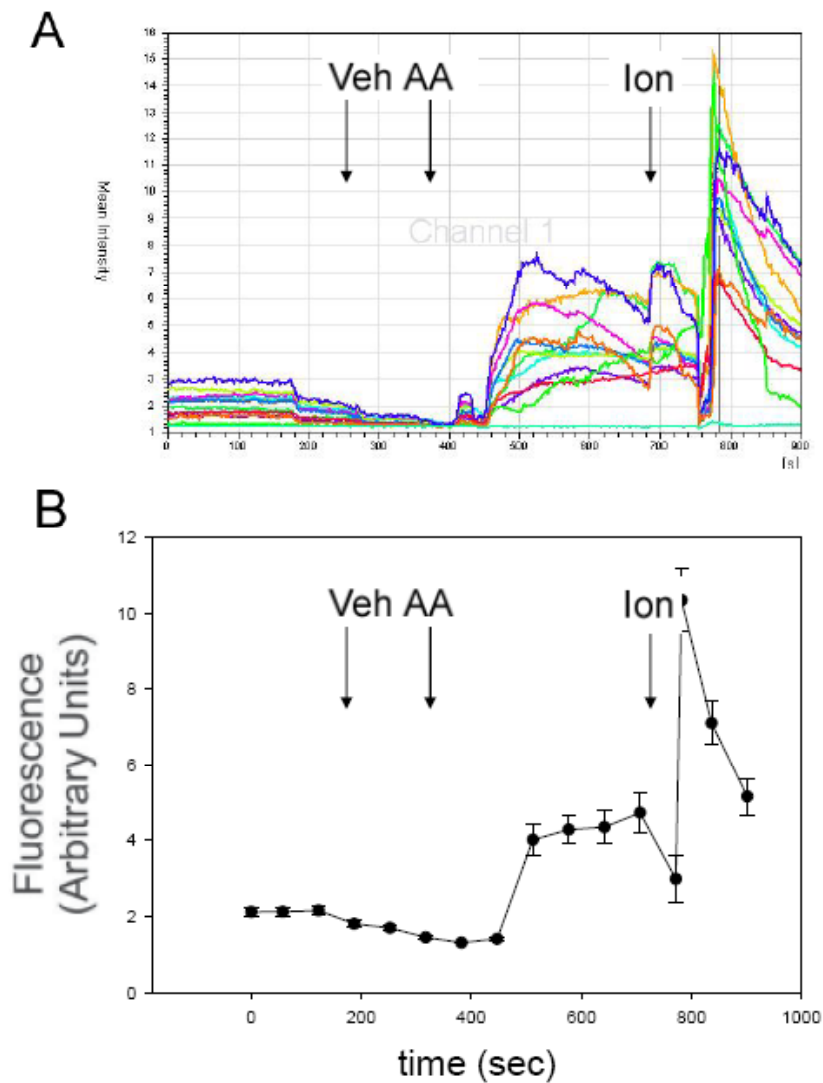 A
Veh AA Ion
Mean Intensity
16
15
14
13
12
11
10
9
8
7
6
5
4
3
2
1
Channel 1
0 100 200 300 400 500 600 700 800 900
[s]
B
Veh AA Ion
Fluorescence
(Arbitrary Units)
12
10
8
6
4
2
0
0 200 400 600 800 1000
time (sec)